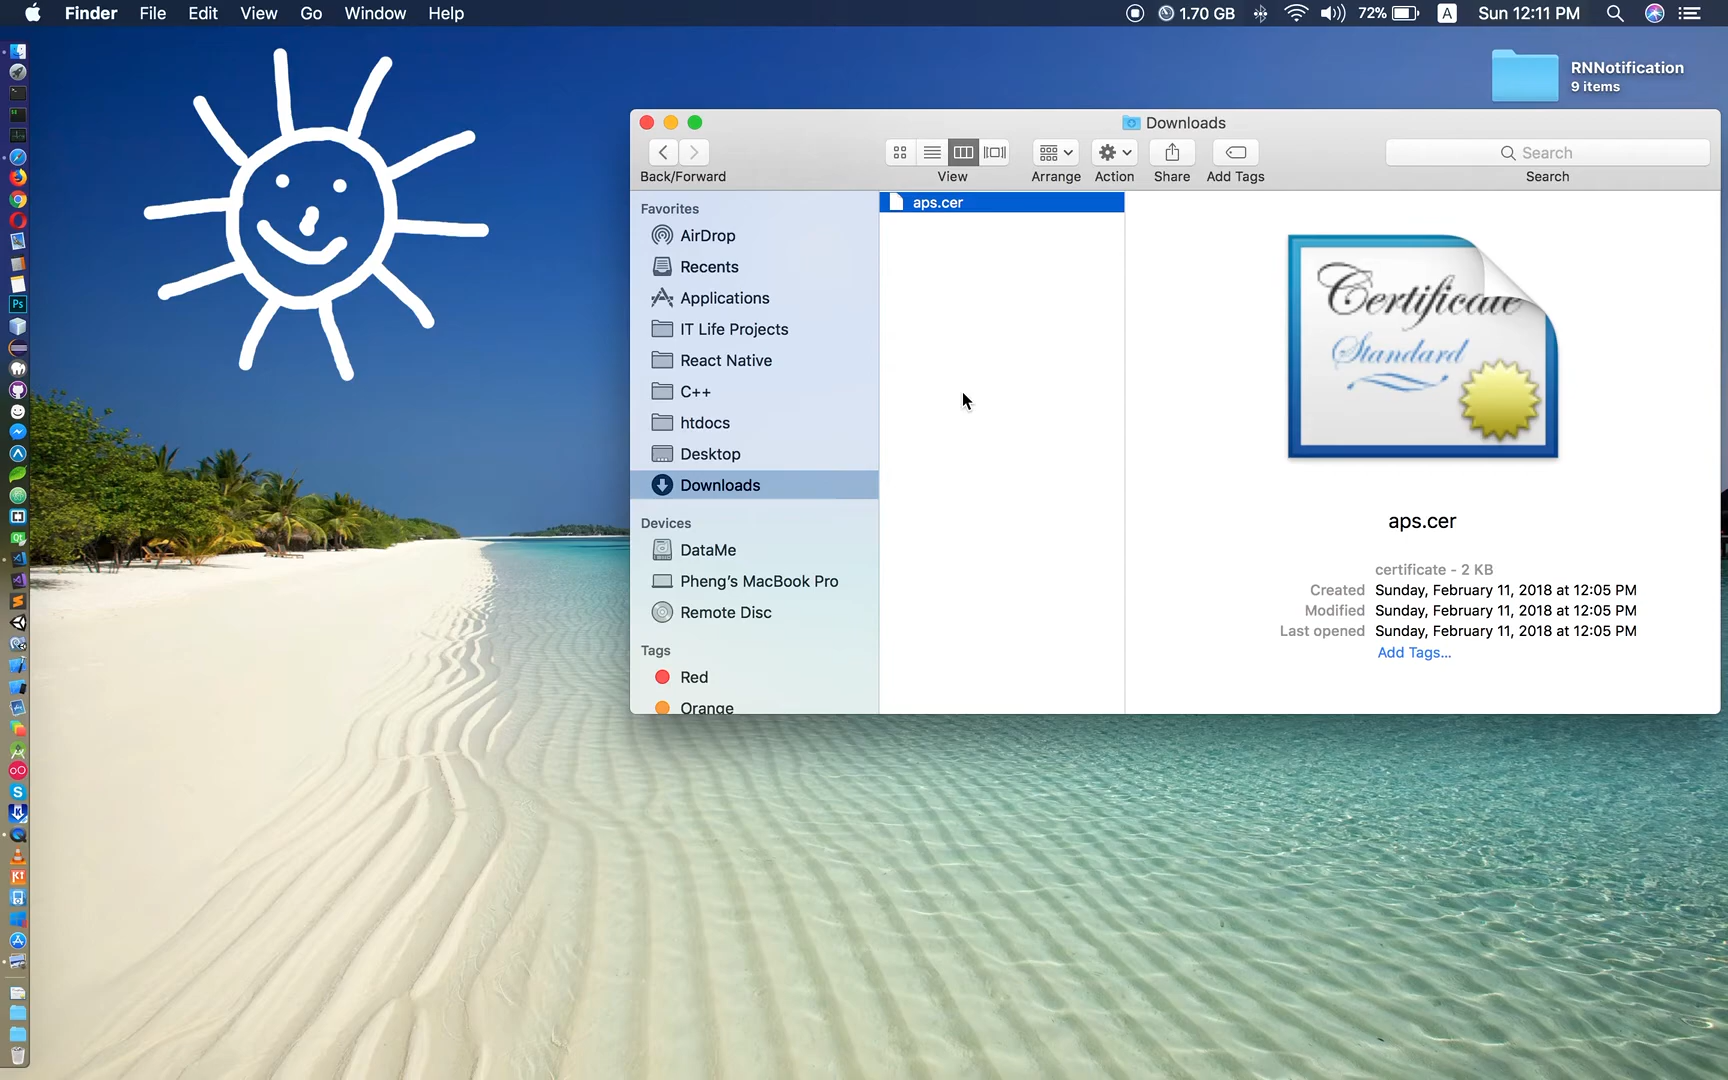 Finder File Edit View Go Window Help
1.70 GB 72% A Sun 12:11 PM
RNNotification
9 items
Downloads
Search
Back/Forward View Arrange Action Share Add Tags Search
Favorites
AirDrop
Recents
Applications
IT Life Projects
React Native
C++
htdocs
Desktop
Downloads
Devices
DataMe
Pheng's MacBook Pro
Remote Disc
Tags
Red
Orange
aps.cer
Certificate
Standard
aps.cer
certificate - 2 KB
Created Sunday, February 11, 2018 at 12:05 PM
Modified Sunday, February 11, 2018 at 12:05 PM
Last opened Sunday, February 11, 2018 at 12:05 PM
Add Tags...
Ps